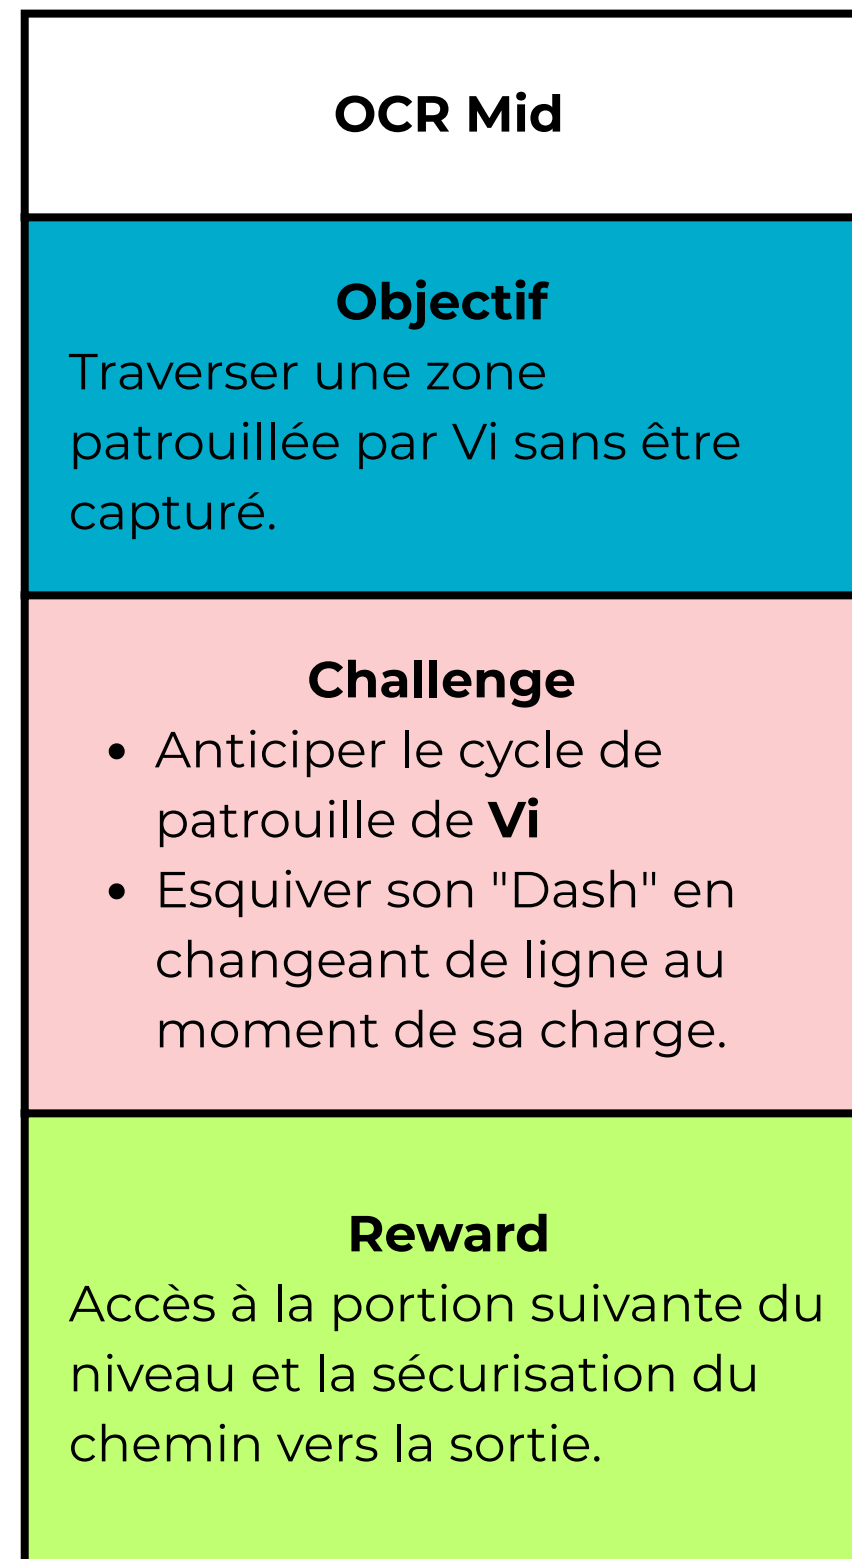 OCR Mid
Objectif
Traverser une zone
patrouillée par Vi sans être
capturé.
Challenge
• Anticiper le cycle de
patrouille de Vi
• Esquiver son "Dash" en
changeant de ligne au
moment de sa charge.
Reward
Accès à la portion suivante du
niveau et la sécurisation du
chemin vers la sortie.